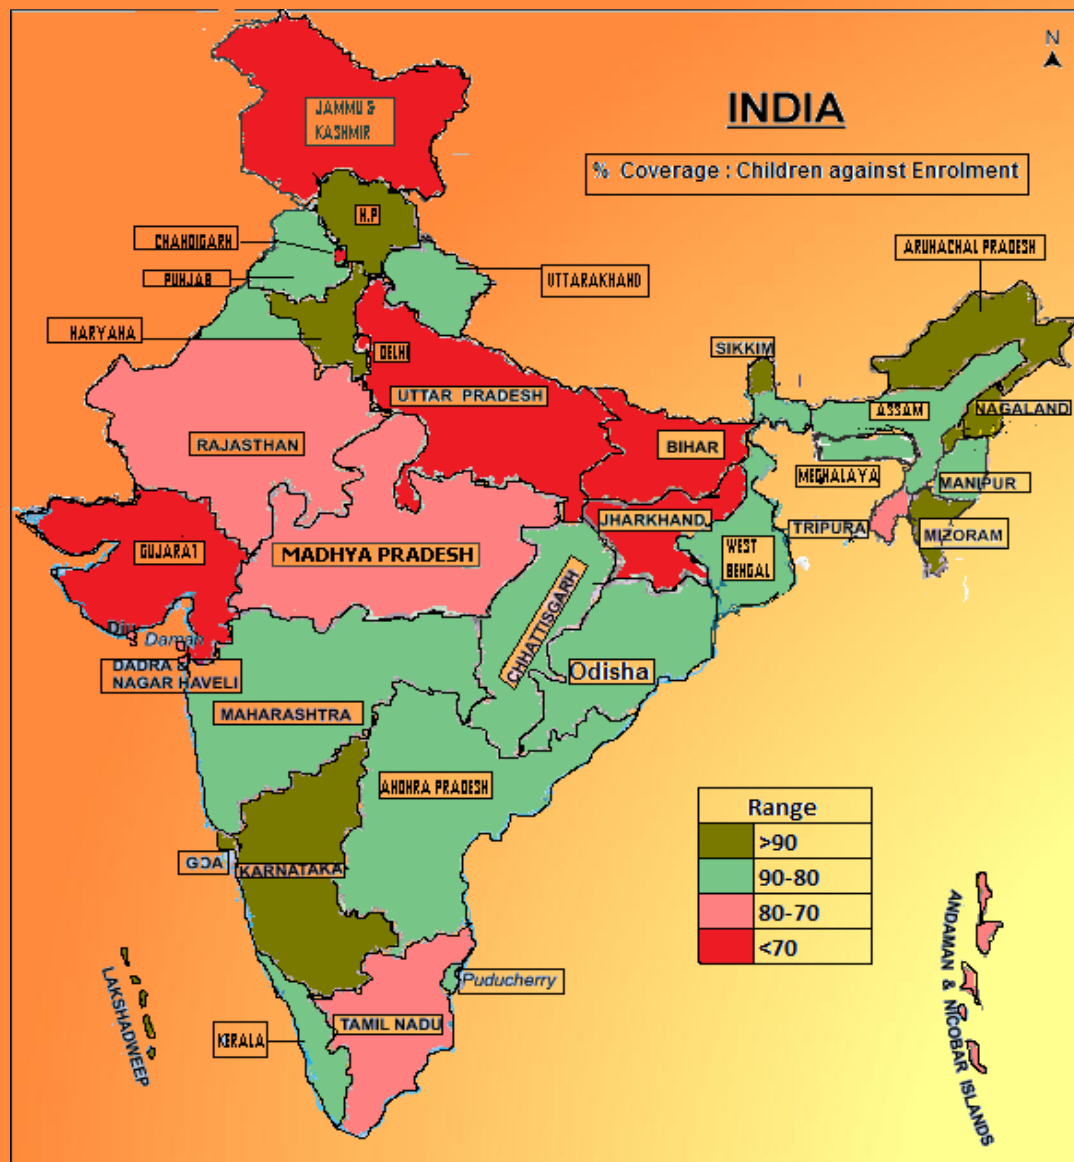 N
INDIA
% Coverage : Children against Enrolment
JAMMU &
KASHMIR
H.P
CHANDIGARH
PUNJAB
UTTARAKHAND
ARUNACHAL PRADESH
HARYANA
DELHI
SIKKIM
UTTAR PRADESH
ASSAM
NAGALAND
RAJASTHAN
BIHAR
MEGHALAYA
MANIPUR
JHARKHAND
TRIPURA
MIZORAM
GUJARAT
MADHYA PRADESH
WEST
BENGAL
CHHATTISGARH
Diu
Daman
DADRA &
NAGAR HAVELI
Odisha
MAHARASHTRA
ANDHRA PRADESH
Range
>90
90-80
80-70
<70
GOA
KARNATAKA
LAKSHADWEEP
Puducherry
TAMIL NADU
KERALA
ANDAMAN & NICOBAR ISLANDS